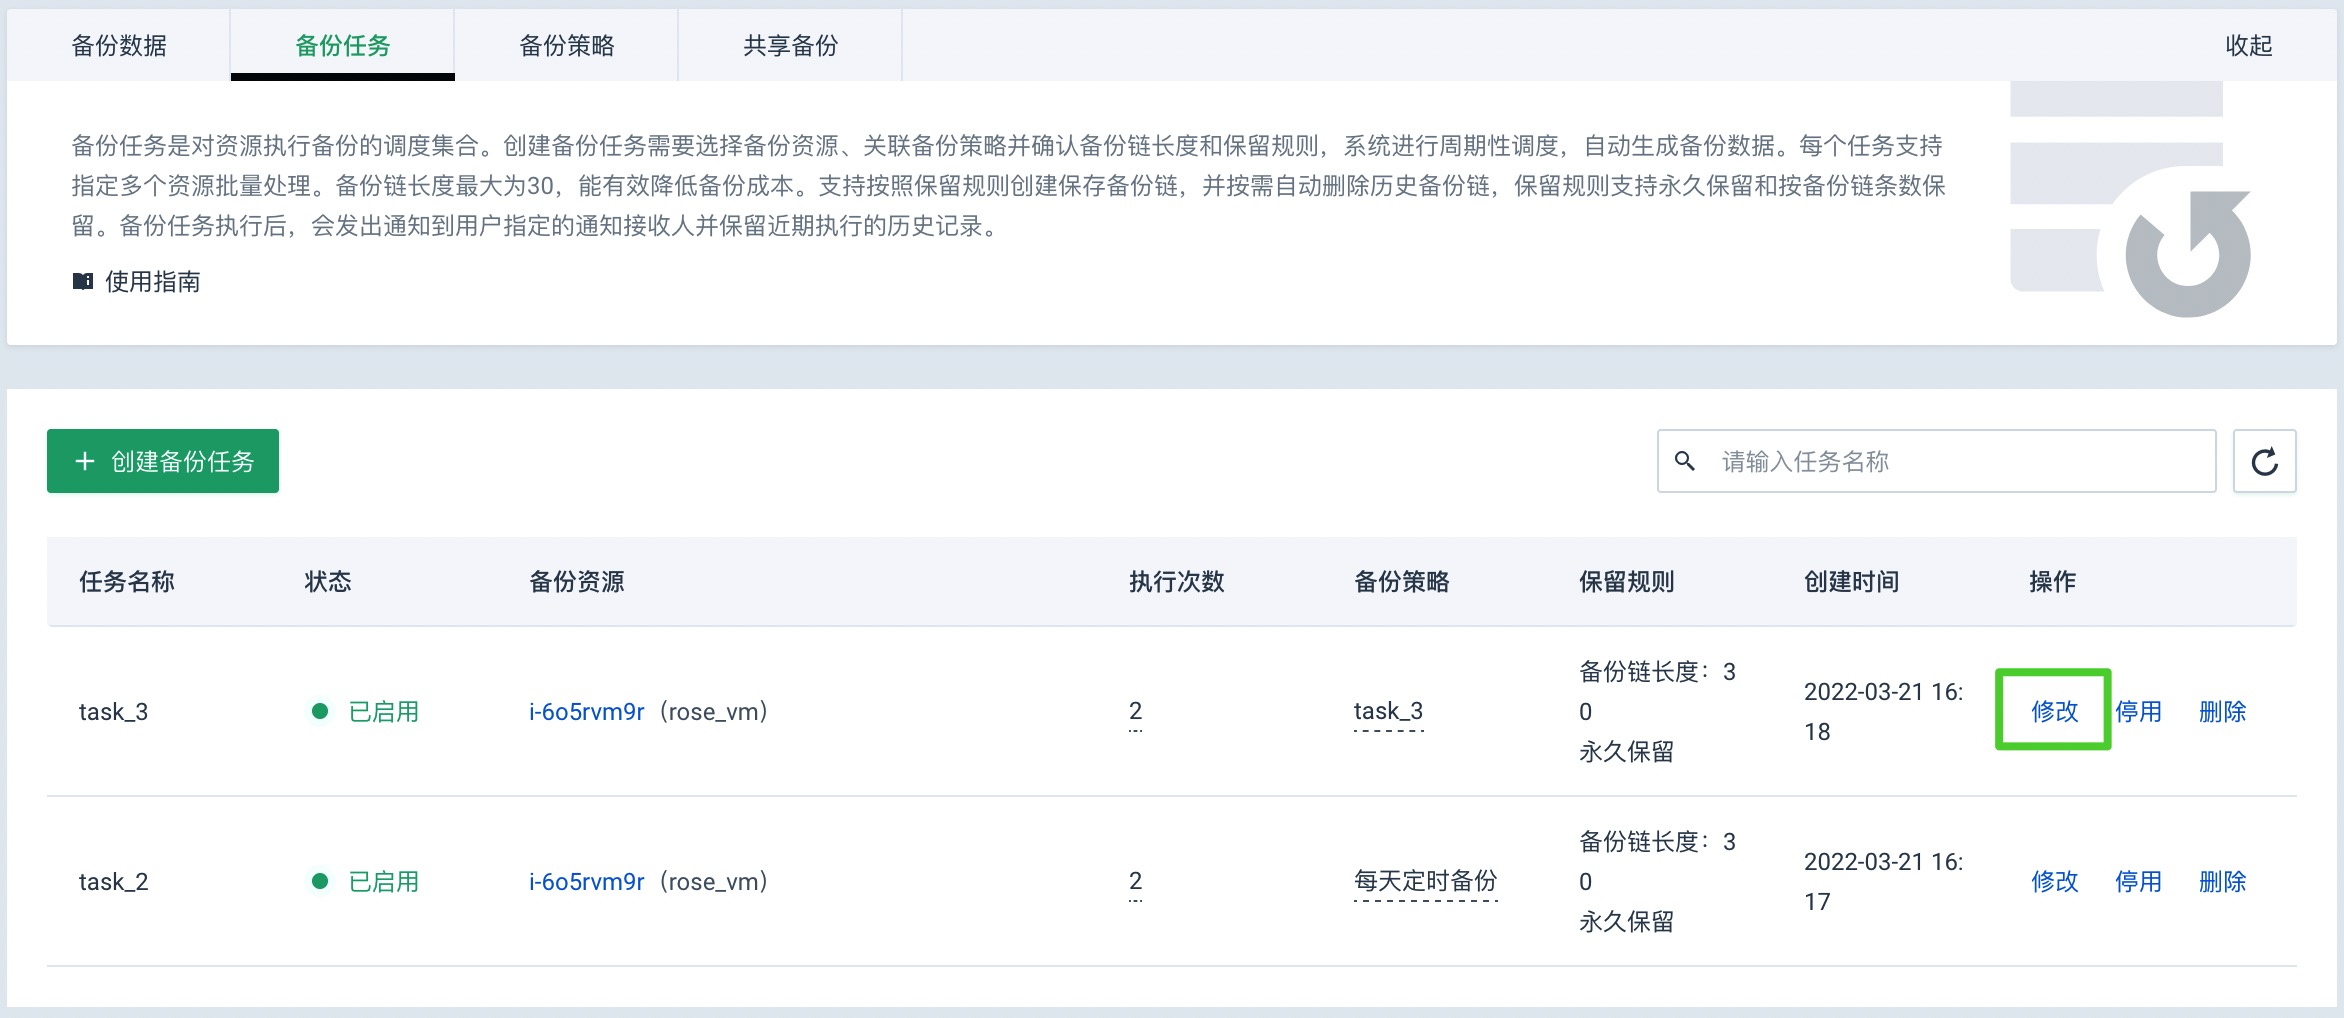 备份数据 备份任务 备份策略 共享备份 收起
备份任务是对资源执行备份的调度集合。创建备份任务需要选择备份资源、关联备份策略并确认备份链长度和保留规则，系统进行周期性调度，自动生成备份数据。每个任务支持
指定多个资源批量处理。备份链长度最大为30，能有效降低备份成本。支持按照保留规则创建保存备份链，并按需自动删除历史备份链，保留规则支持永久保留和按备份链条数保
留。备份任务执行后，会发出通知到用户指定的通知接收人并保留近期执行的历史记录。
使用指南
+ 创建备份任务 请输入任务名称
任务名称 状态 备份资源 执行次数 备份策略 保留规则 创建时间 操作
task_3 已启用 i-6o5rvm9r（rose_vm） 2 task_3
备份链长度：3
0
永久保留
2022-03-21 16:
18
修改 停用 删除
task_2 已启用 i-6o5rvm9r（rose_vm） 2 每天定时备份
备份链长度：3
0
永久保留
2022-03-21 16:
17
修改 停用 删除